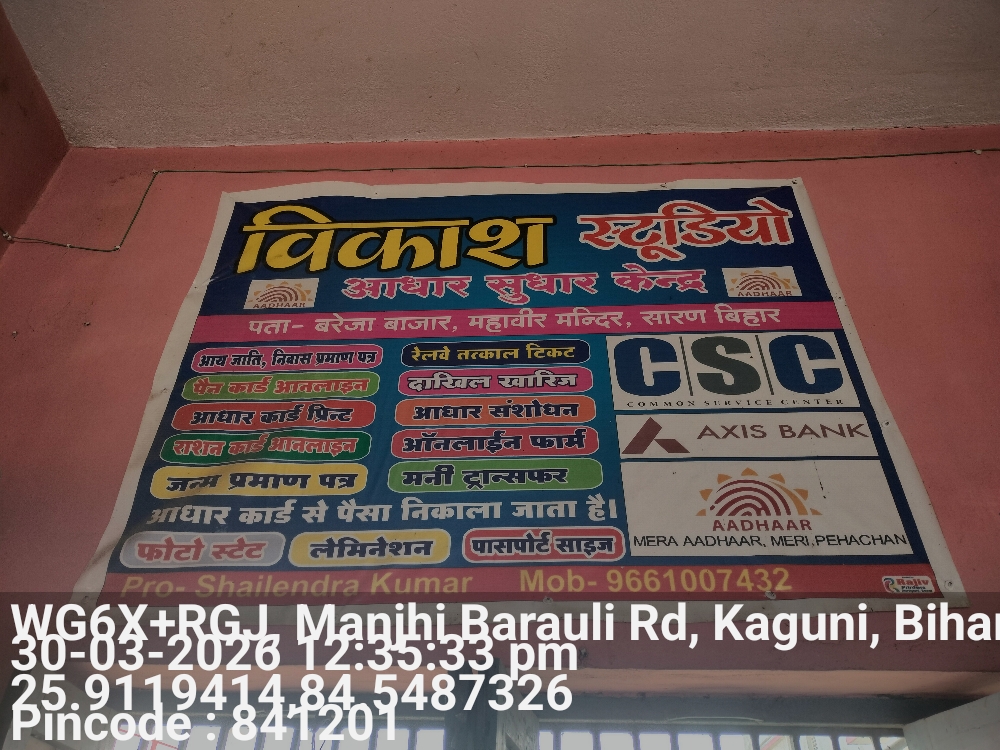 विकाश स्टूडियो
आधार सुधार केन्द्र
AADHAAR
AADHAAR
पता- बरेजा बाजार, महावीर मन्दिर, सारण बिहार
आय जाति, निवास प्रमाण पत्र
रेलवे तत्काल टिकट
पैन कार्ड आनलाइन
दाखिल खारिज
आधार कार्ड प्रिन्ट
आधार संशोधन
राशन कार्ड आनलाइन
ऑनलाईन फार्म
जन्म प्रमाण पत्र
मनी ट्रान्सफर
आधार कार्ड से पैसा निकाला जाता है।
फोटो स्टेट
लेमिनेशन
पासपोर्ट साइज
CSC
COMMON SERVICE CENTER
AXIS BANK
AADHAAR
MERA AADHAAR, MERI PEHACHAN
Pro- Shailendra Kumar Mob- 9661007432
Rajiv
WG6X+RGJ, Manjhi Barauli Rd, Kaguni, Bihar
30-03-2026 12:35:33 pm
25.9119414,84.5487326
Pincode : 841201